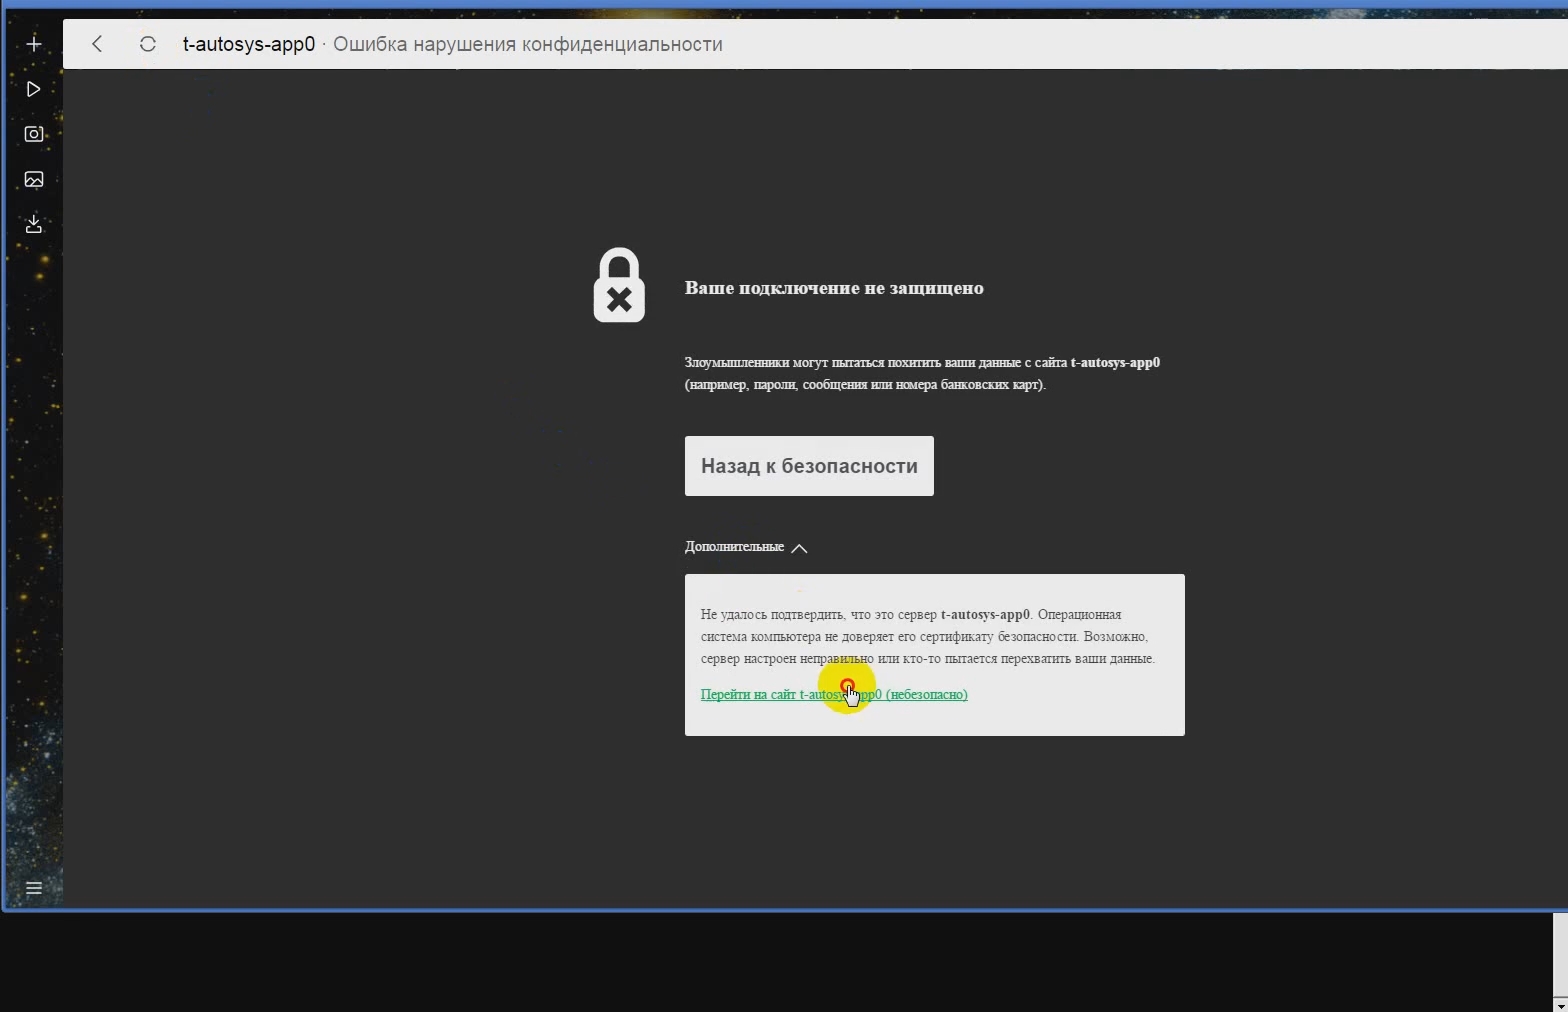 t-autosys-app0 · Ошибка нарушения конфиденциальности
Ваше подключение не защищено
Злоумышленники могут пытаться похитить ваши данные с сайта t-autosys-app0
(например, пароли, сообщения или номера банковских карт).
Назад к безопасности
Дополнительные
Не удалось подтвердить, что это сервер t-autosys-app0. Операционная
система компьютера не доверяет его сертификату безопасности. Возможно,
сервер настроен неправильно или кто-то пытается перехватить ваши данные.
Перейти на сайт t-autosys-app0 (небезопасно)